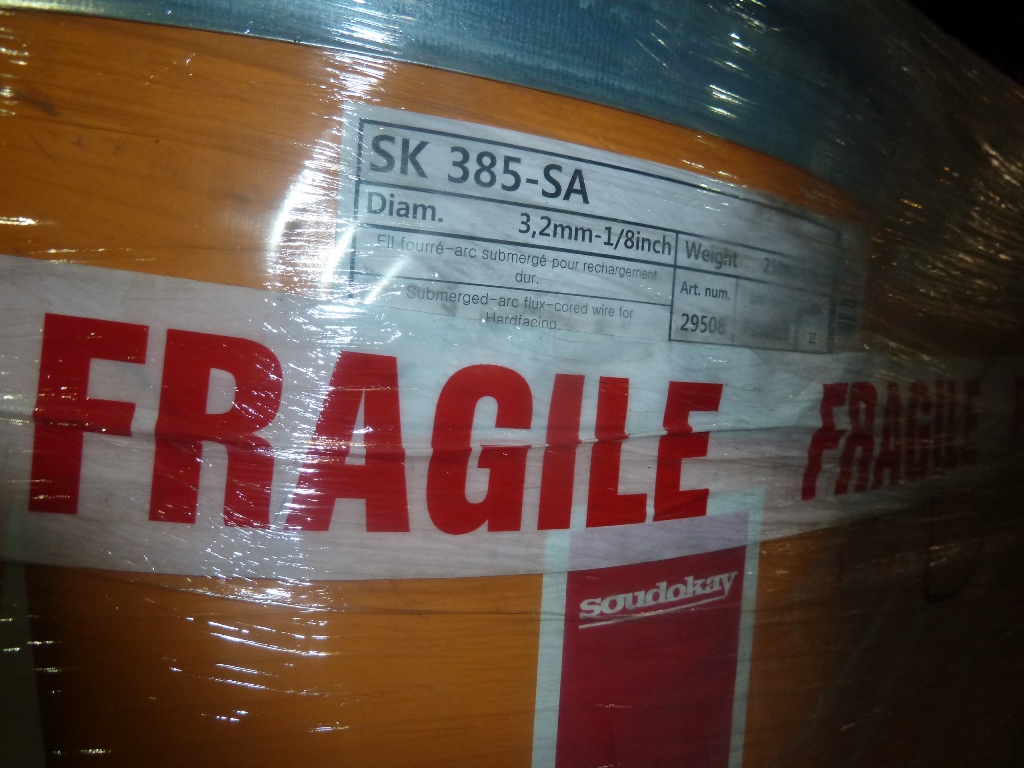 SK 385-SA
Diam. 3,2mm-1/8inch
Weight
Fil fourré-arc submergé pour rechargement
dur.
Submerged-arc flux-cored wire for
Hardfacing.
Art. num.
29508
FRAGILE FRAGILE
soudokay